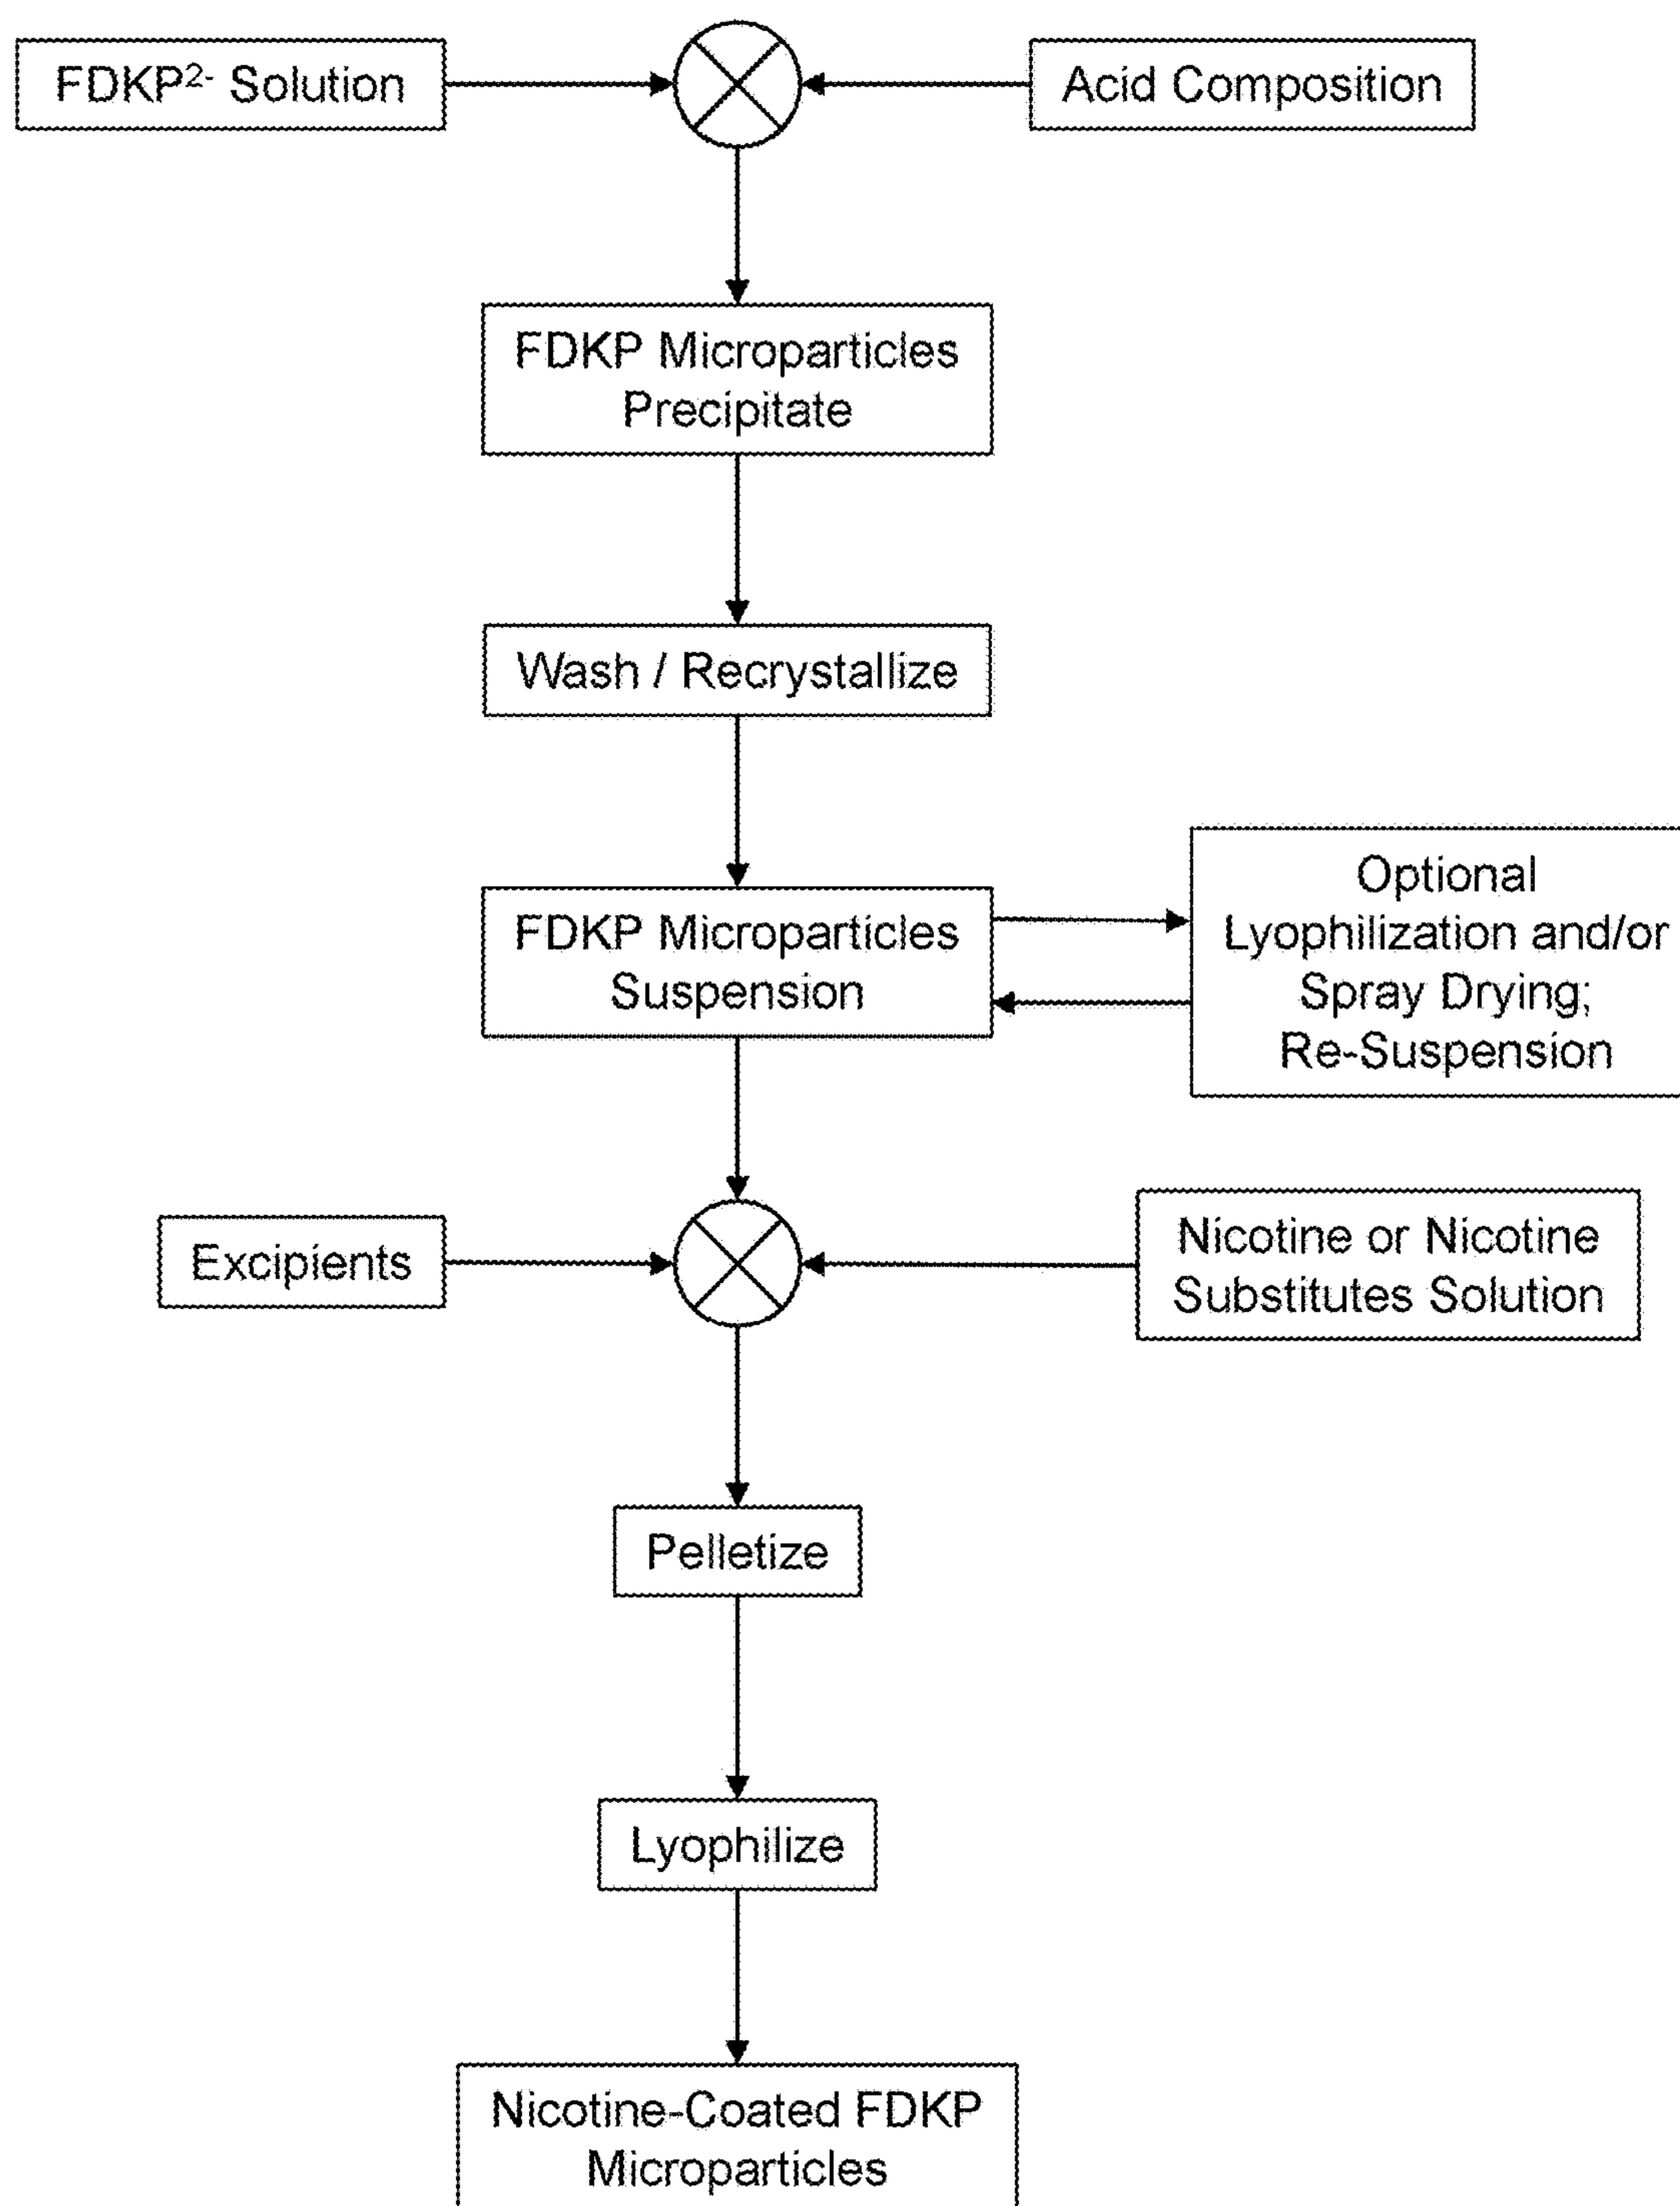 FDKP²⁻ Solution
Acid Composition
FDKP Microparticles
Precipitate
Wash / Recrystallize
FDKP Microparticles
Suspension
Optional
Lyophilization and/or
Spray Drying;
Re-Suspension
Excipients
Nicotine or Nicotine
Substitutes Solution
Pelletize
Lyophilize
Nicotine-Coated FDKP
Microparticles